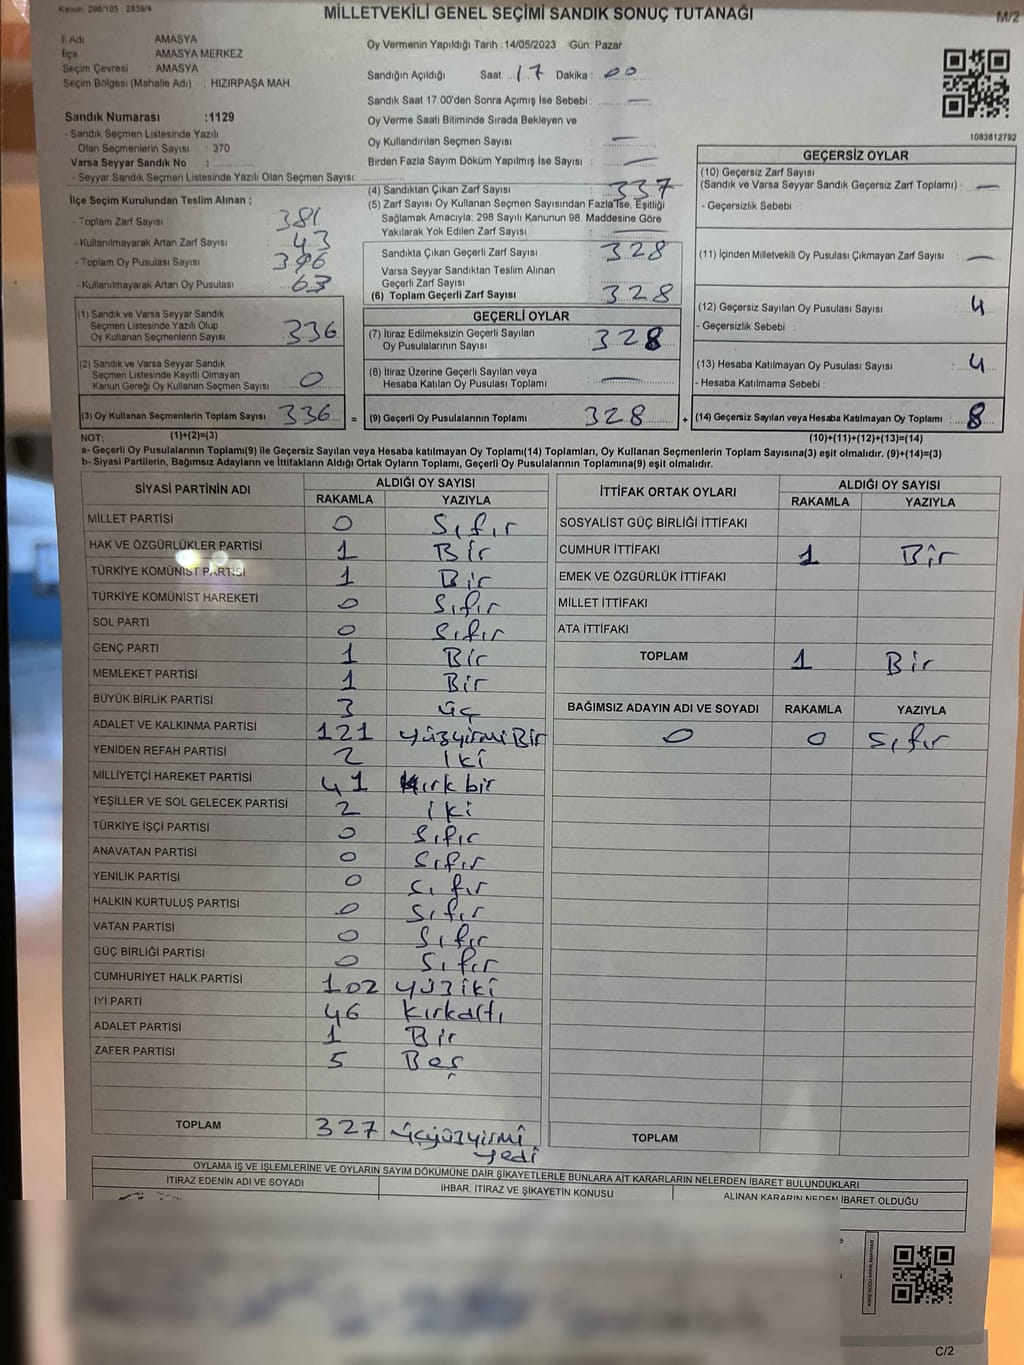 Kanun: 298/105 . 2839/4
MİLLETVEKİLİ GENEL SEÇİMİ SANDIK SONUÇ TUTANAĞI
M/2
İl Adı : AMASYA
İlçe : AMASYA MERKEZ
Seçim Çevresi : AMASYA
Seçim Bölgesi (Mahalle Adı) : HIZIRPAŞA MAH
Oy Vermenin Yapıldığı Tarih : 14/05/2023 Gün: Pazar
Sandığın Açıldığı Saat 17 Dakika : 00
Sandık Saat 17:00'den Sonra Açımış İse Sebebi : —
Oy Verme Saati Bitiminde Sırada Bekleyen ve
Oy Kullandırılan Seçmen Sayısı : —
Birden Fazla Sayım Döküm Yapılmış İse Sayısı : —
Sandık Numarası :1129
- Sandık Seçmen Listesinde Yazılı
Olan Seçmenlerin Sayısı : 370
Varsa Seyyar Sandık No :
- Seyyar Sandık Seçmen Listesinde Yazılı Olan Seçmen Sayısı:
1083812792
İlçe Seçim Kurulundan Teslim Alınan ;
- Toplam Zarf Sayısı 381
- Kullanılmayarak Artan Zarf Sayısı 43
- Toplam Oy Pusulası Sayısı 396
- Kullanılmayarak Artan Oy Pusulası 63
(4) Sandıktan Çıkan Zarf Sayısı : 337
(5) Zarf Sayısı Oy Kullanan Seçmen Sayısından Fazla İse, Eşitliği
Sağlamak Amacıyla, 298 Sayılı Kanunun 98. Maddesine Göre
Yakılarak Yok Edilen Zarf Sayısı : —
Sandıkta Çıkan Geçerli Zarf Sayısı : 328
Varsa Seyyar Sandıktan Teslim Alınan
Geçerli Zarf Sayısı :
(6) Toplam Geçerli Zarf Sayısı : 328
GEÇERSİZ OYLAR
(10) Geçersiz Zarf Sayısı
(Sandık ve Varsa Seyyar Sandık Geçersiz Zarf Toplamı) : —
- Geçersizlik Sebebi :
(11) İçinden Milletvekili Oy Pusulası Çıkmayan Zarf Sayısı : —
(12) Geçersiz Sayılan Oy Pusulası Sayısı : 4
- Geçersizlik Sebebi :
(13) Hesaba Katılmayan Oy Pusulası Sayısı : 4
- Hesaba Katılmama Sebebi :
(1) Sandık ve Varsa Seyyar Sandık
Seçmen Listesinde Yazılı Olup
Oy Kullanan Seçmenlerin Sayısı : 336
(2) Sandık ve Varsa Seyyar Sandık
Seçmen Listesinde Kayıtlı Olmayan
Kanun Gereği Oy Kullanan Seçmen Sayısı : 0
GEÇERLİ OYLAR
(7) İtiraz Edilmeksizin Geçerli Sayılan
Oy Pusulalarının Sayısı : 328
(8) İtiraz Üzerine Geçerli Sayılan veya
Hesaba Katılan Oy Pusulası Toplamı : —
(3) Oy Kullanan Seçmenlerin Toplam Sayısı : 336 = (9) Geçerli Oy Pusulalarının Toplamı : 328 + (14) Geçersiz Sayılan veya Hesaba Katılmayan Oy Toplamı : 8
NOT: (1)+(2)=(3) (10)+(11)+(12)+(13)=(14)
a- Geçerli Oy Pusulalarının Toplam(9) ile Geçersiz Sayılan veya Hesaba katılmayan Oy Toplamı(14) Toplamları, Oy Kullanan Seçmenlerin Toplam Sayısına(3) eşit olmalıdır. (9)+(14)=(3)
b- Siyasi Partilerin, Bağımsız Adayların ve İttifakların Aldığı Ortak Oyların Toplamı, Geçerli Oy Pusulalarının Toplamına(9) eşit olmalıdır.
SİYASİ PARTİNİN ADI ALDIĞI OY SAYISI
RAKAMLA YAZIYLA
MİLLET PARTİSİ 0 Sıfır
HAK VE ÖZGÜRLÜKLER PARTİSİ 1 Bir
TÜRKİYE KOMÜNİST PARTİSİ 1 Bir
TÜRKİYE KOMÜNİST HAREKETİ 0 Sıfır
SOL PARTİ 0 Sıfır
GENÇ PARTİ 1 Bir
MEMLEKET PARTİSİ 1 Bir
BÜYÜK BİRLİK PARTİSİ 3 üç
ADALET VE KALKINMA PARTİSİ 121 yüzyirmi Bir
YENİDEN REFAH PARTİSİ 2 iki
MİLLİYETÇİ HAREKET PARTİSİ 41 kırk bir
YEŞİLLER VE SOL GELECEK PARTİSİ 2 iki
TÜRKİYE İŞÇİ PARTİSİ 0 Sıfır
ANAVATAN PARTİSİ 0 Sıfır
YENİLİK PARTİSİ 0 Sıfır
HALKIN KURTULUŞ PARTİSİ 0 Sıfır
VATAN PARTİSİ 0 Sıfır
GÜÇ BİRLİĞİ PARTİSİ 0 Sıfır
CUMHURİYET HALK PARTİSİ 102 yüz iki
İYİ PARTİ 46 kırkaltı
ADALET PARTİSİ 1 Bir
ZAFER PARTİSİ 5 Beş
TOPLAM 327 üçyüzyirmi
yedi
İTTİFAK ORTAK OYLARI ALDIĞI OY SAYISI
RAKAMLA YAZIYLA
SOSYALİST GÜÇ BİRLİĞİ İTTİFAKI
CUMHUR İTTİFAKI 1 Bir
EMEK VE ÖZGÜRLÜK İTTİFAKI
MİLLET İTTİFAKI
ATA İTTİFAKI
TOPLAM 1 Bir
BAĞIMSIZ ADAYIN ADI VE SOYADI RAKAMLA YAZIYLA
0 0 Sıfır
TOPLAM
OYLAMA İŞ VE İŞLEMLERİNE VE OYLARIN SAYIM DÖKÜMÜNE DAİR ŞİKAYETLERLE BUNLARA AİT KARARLARIN NELERDEN İBARET BULUNDUKLARI
İTİRAZ EDENİN ADI VE SOYADI İHBAR, İTİRAZ VE ŞİKAYETİN KONUSU ALINAN KARARIN NEDEN İBARET OLDUĞU
C/2